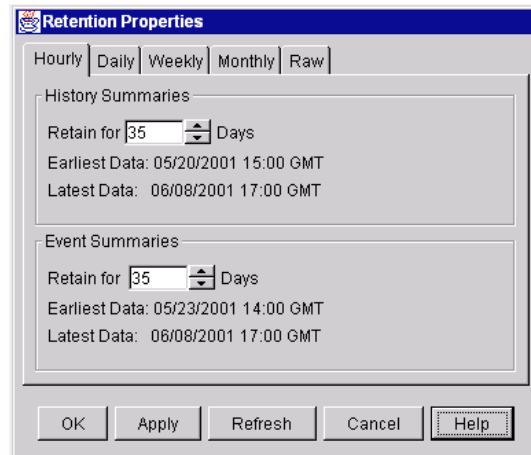 Retention Properties
Hourly Daily Weekly Monthly Raw
History Summaries
Retain for 35 Days
Earliest Data: 05/20/2001 15:00 GMT
Latest Data: 06/08/2001 17:00 GMT
Event Summaries
Retain for 35 Days
Earliest Data: 05/23/2001 14:00 GMT
Latest Data: 06/08/2001 17:00 GMT
OK Apply Refresh Cancel Help